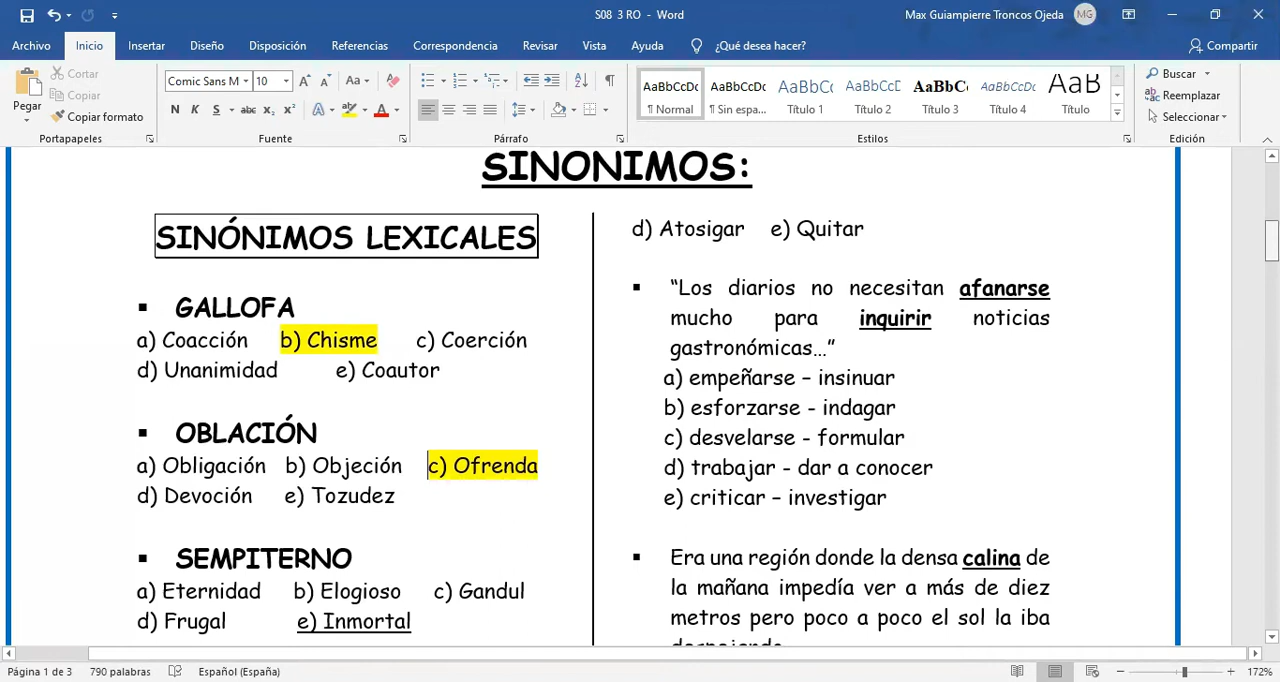 S08 3 RO - Word
Max Guiampierre Troncos Ojeda MG
Archivo Inicio Insertar Diseño Disposición Referencias Correspondencia Revisar Vista Ayuda ¿Qué desea hacer? Compartir
Pegar
Cortar
Copiar
Copiar formato
Portapapeles
Comic Sans M 10
N K S abc x₂ x²
Fuente
Párrafo
AaBbCcDc AaBbCcDc AaBbCc AaBbCcD AaBbC AaBbCcDc AaB
¶ Normal ¶ Sin espa... Título 1 Título 2 Título 3 Título 4 Título
Estilos
Buscar
Reemplazar
Seleccionar
Edición
SINONIMOS:
SINÓNIMOS LEXICALES
▪ GALLOFA
a) Coacción b) Chisme c) Coerción
d) Unanimidad e) Coautor
▪ OBLACIÓN
a) Obligación b) Objeción c) Ofrenda
d) Devoción e) Tozudez
▪ SEMPITERNO
a) Eternidad b) Elogioso c) Gandul
d) Frugal e) Inmortal
d) Atosigar e) Quitar
▪ “Los diarios no necesitan afanarse
mucho para inquirir noticias
gastronómicas…”
a) empeñarse – insinuar
b) esforzarse - indagar
c) desvelarse - formular
d) trabajar - dar a conocer
e) criticar – investigar
▪ Era una región donde la densa calina de
la mañana impedía ver a más de diez
metros pero poco a poco el sol la iba
Página 1 de 3 790 palabras Español (España) 172%